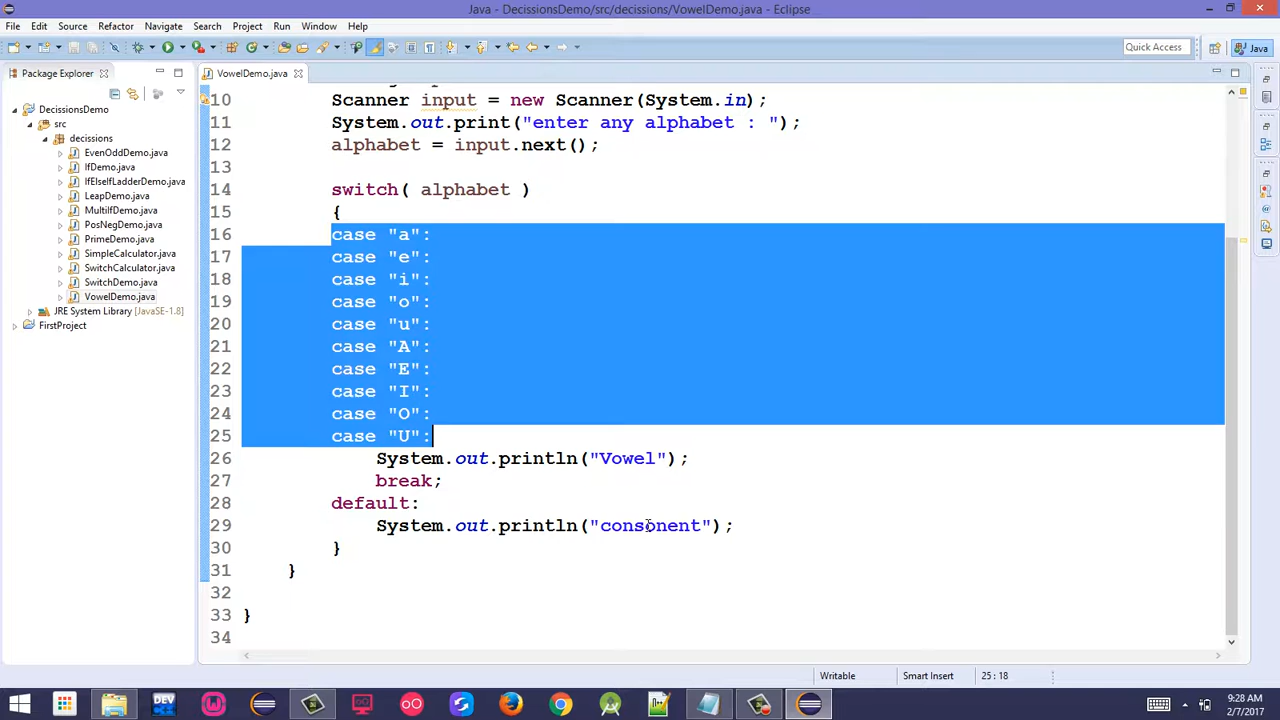 Java - DecissionsDemo/src/decissions/VowelDemo.java - Eclipse
File Edit Source Refactor Navigate Search Project Run Window Help
Quick Access
Java
Package Explorer
VowelDemo.java
DecissionsDemo
src
decissions
EvenOddDemo.java
IfDemo.java
IfElseIfLadderDemo.java
LeapDemo.java
MultiIfDemo.java
PosNegDemo.java
PrimeDemo.java
SimpleCalculator.java
SwitchCalculator.java
SwitchDemo.java
VowelDemo.java
JRE System Library [JavaSE-1.8]
FirstProject
10 Scanner input = new Scanner(System.in);
11 System.out.print("enter any alphabet : ");
12 alphabet = input.next();
13
14 switch( alphabet )
15 {
16 case "a":
17 case "e":
18 case "i":
19 case "o":
20 case "u":
21 case "A":
22 case "E":
23 case "I":
24 case "O":
25 case "U":
26 System.out.println("Vowel");
27 break;
28 default:
29 System.out.println("consonent");
30 }
31 }
32
33 }
34
Writable Smart Insert 25 : 18
DEV
9:28 AM
2/7/2017